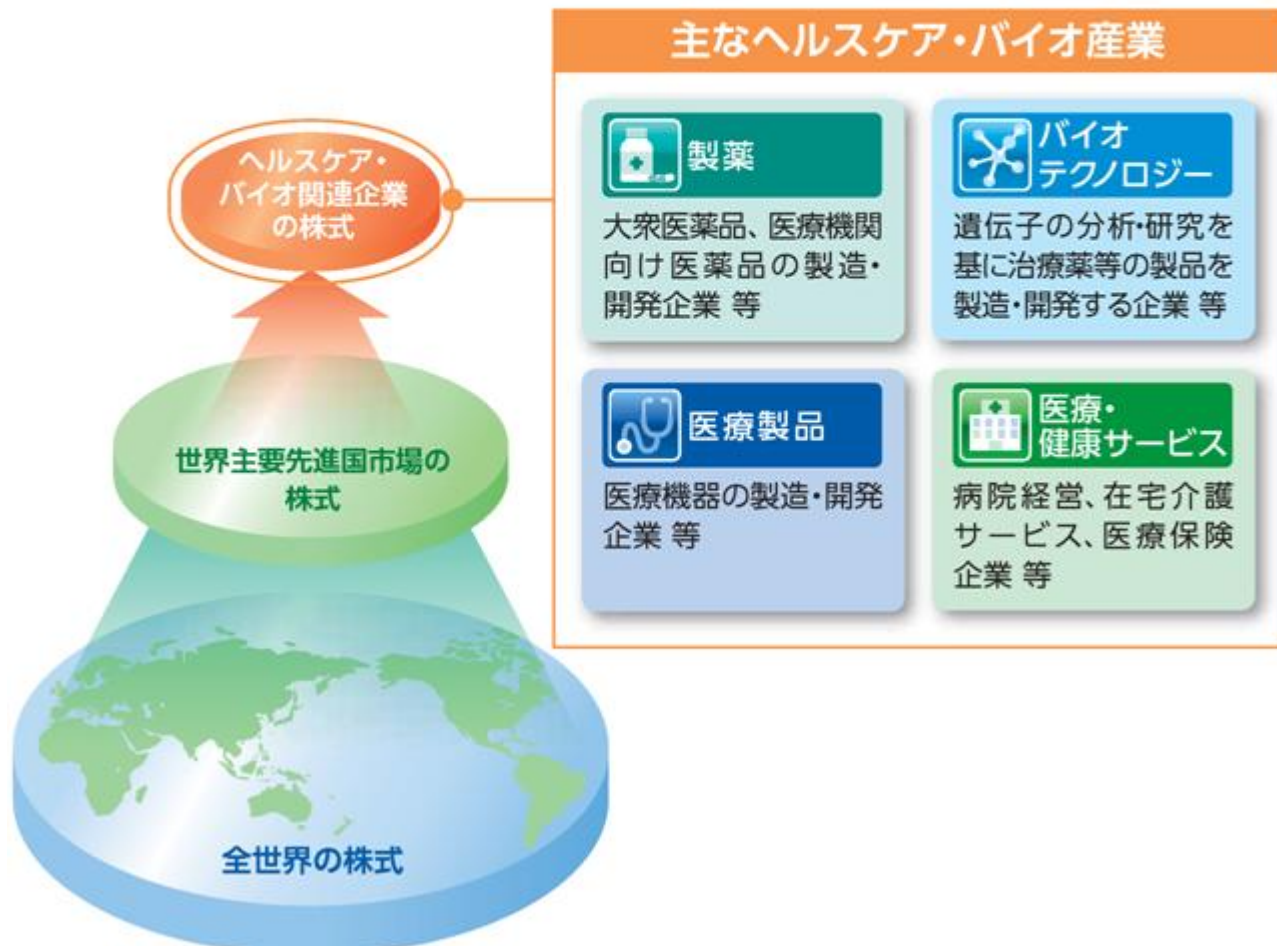 主なヘルスケア・バイオ産業
ヘルスケア・
バイオ関連企業
の株式
製薬
大衆医薬品、医療機関
向け医薬品の製造・
開発企業 等
バイオ
テクノロジー
遺伝子の分析・研究を
基に治療薬等の製品を
製造・開発する企業 等
医療製品
医療機器の製造・開発
企業 等
医療・
健康サービス
病院経営、在宅介護
サービス、医療保険
企業 等
世界主要先進国市場の
株式
全世界の株式